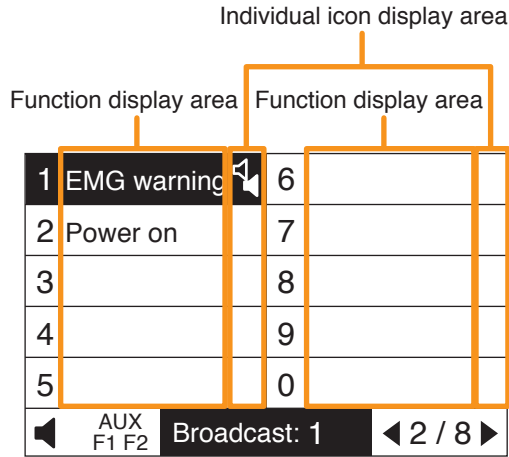 Individual icon display area
Function display area Function display area
1 EMG warning 6
2 Power on 7
3 8
4 9
5 0
AUX
F1 F2
Broadcast: 1
2 / 8